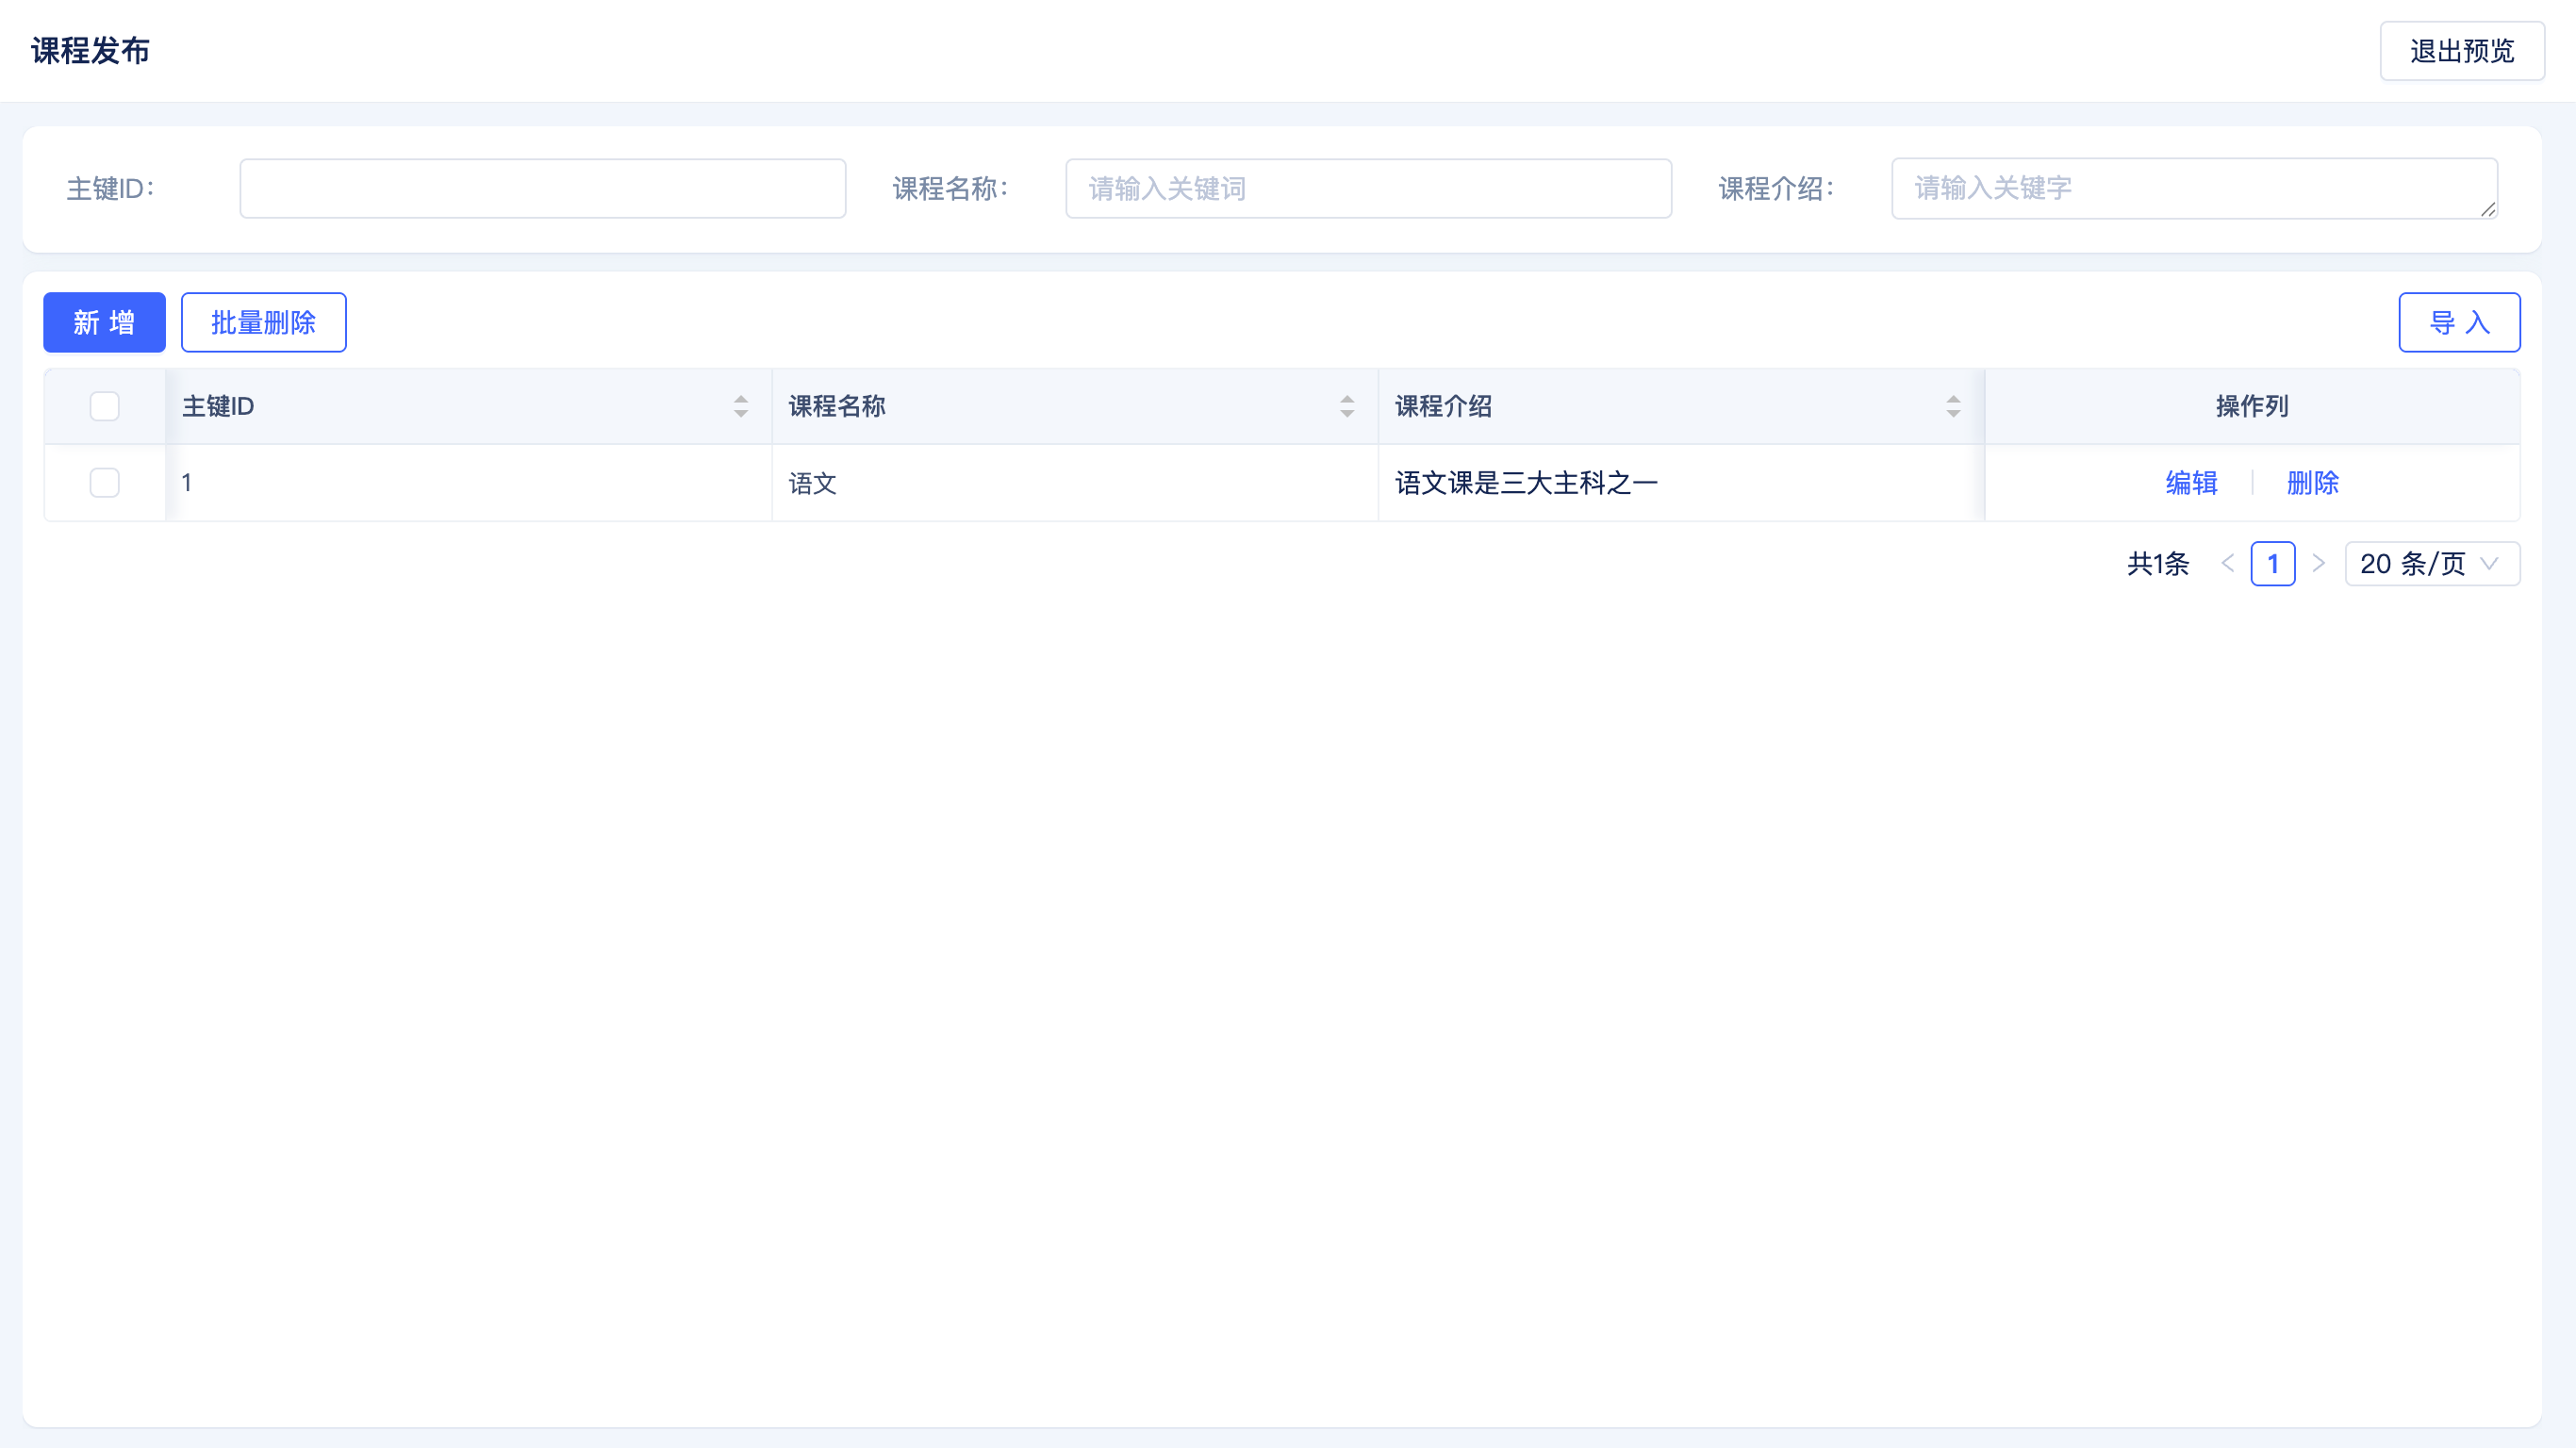 课程发布
退出预览
主键ID:
课程名称: 请输入关键词
课程介绍: 请输入关键字
新 增
批量删除
导 入
主键ID 课程名称 课程介绍 操作列
1 语文 语文课是三大主科之一 编辑 删除
共1条 1 20 条/页